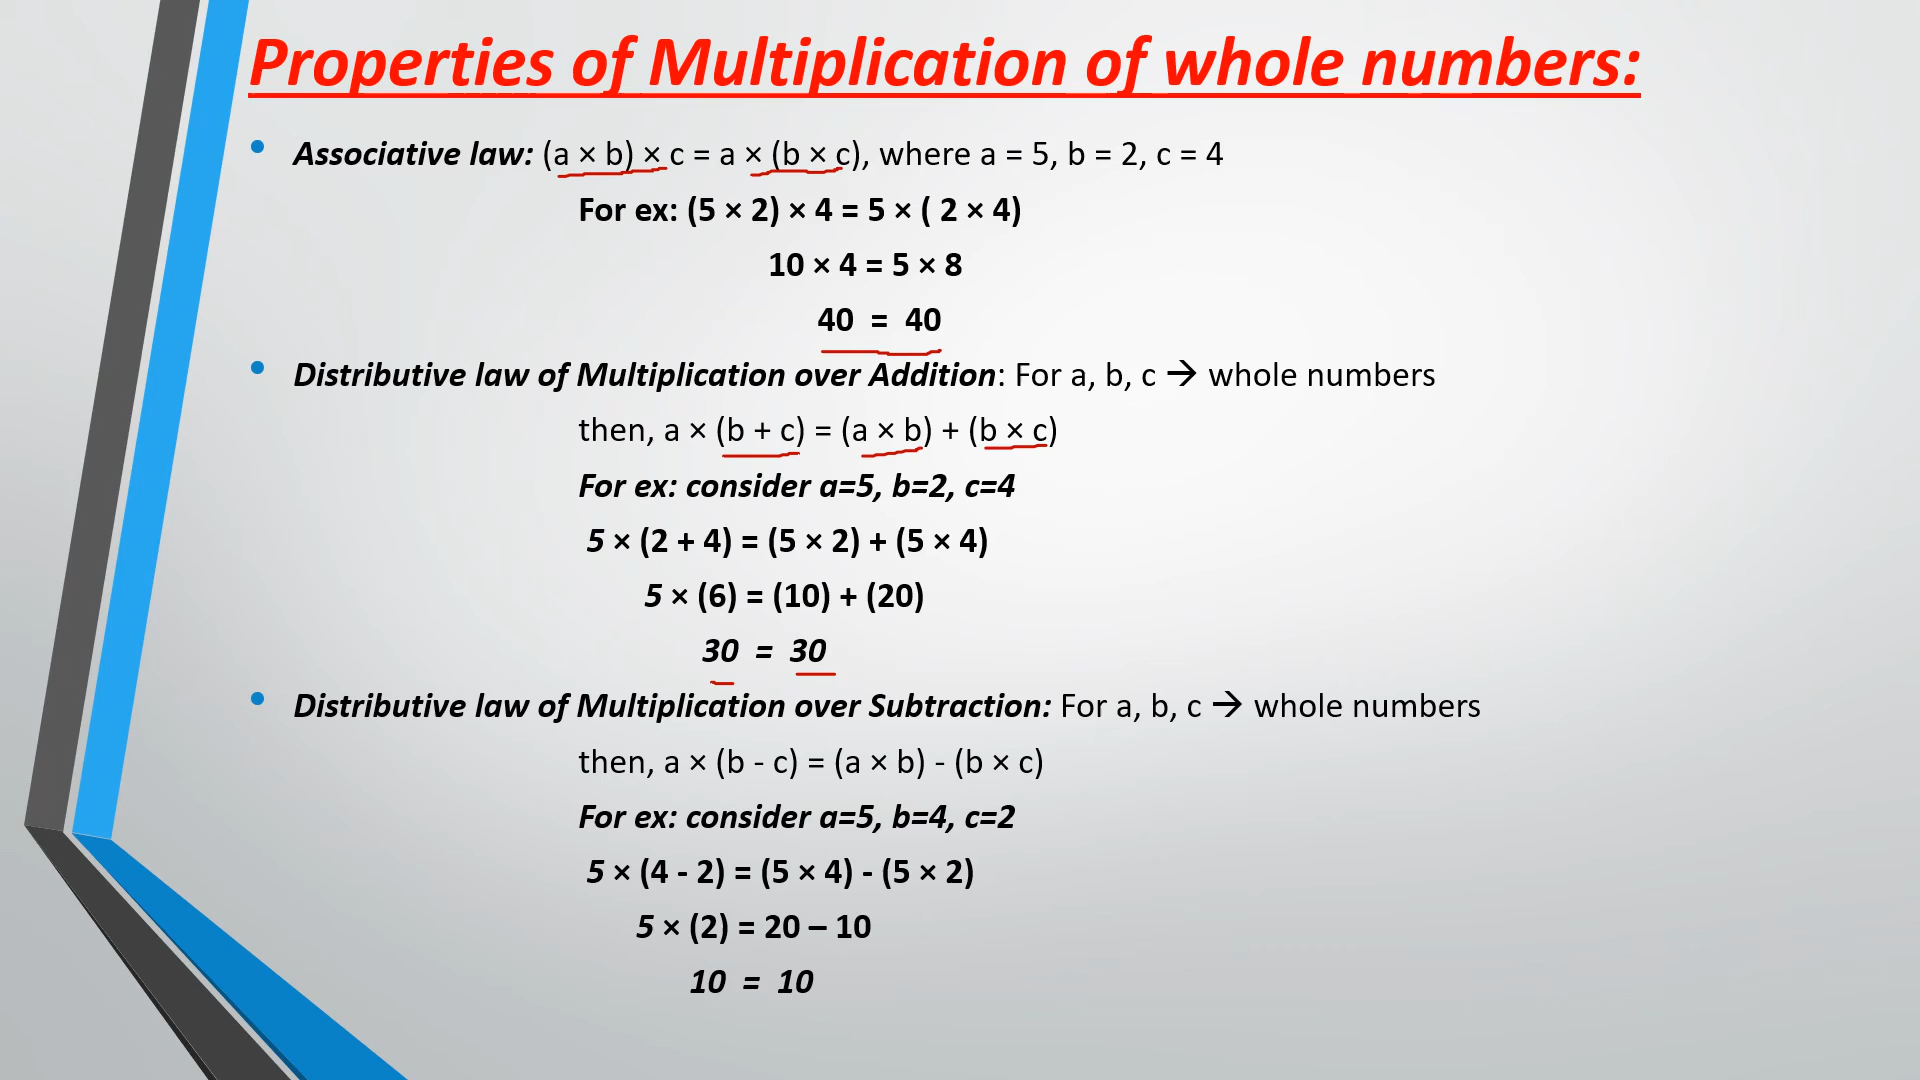 Properties of Multiplication of whole numbers:
• Associative law: (a × b) × c = a × (b × c), where a = 5, b = 2, c = 4
For ex: (5 × 2) × 4 = 5 × ( 2 × 4)
10 × 4 = 5 × 8
40 = 40
• Distributive law of Multiplication over Addition: For a, b, c → whole numbers
then, a × (b + c) = (a × b) + (b × c)
For ex: consider a=5, b=2, c=4
5 × (2 + 4) = (5 × 2) + (5 × 4)
5 × (6) = (10) + (20)
30 = 30
• Distributive law of Multiplication over Subtraction: For a, b, c → whole numbers
then, a × (b - c) = (a × b) - (b × c)
For ex: consider a=5, b=4, c=2
5 × (4 - 2) = (5 × 4) - (5 × 2)
5 × (2) = 20 – 10
10 = 10